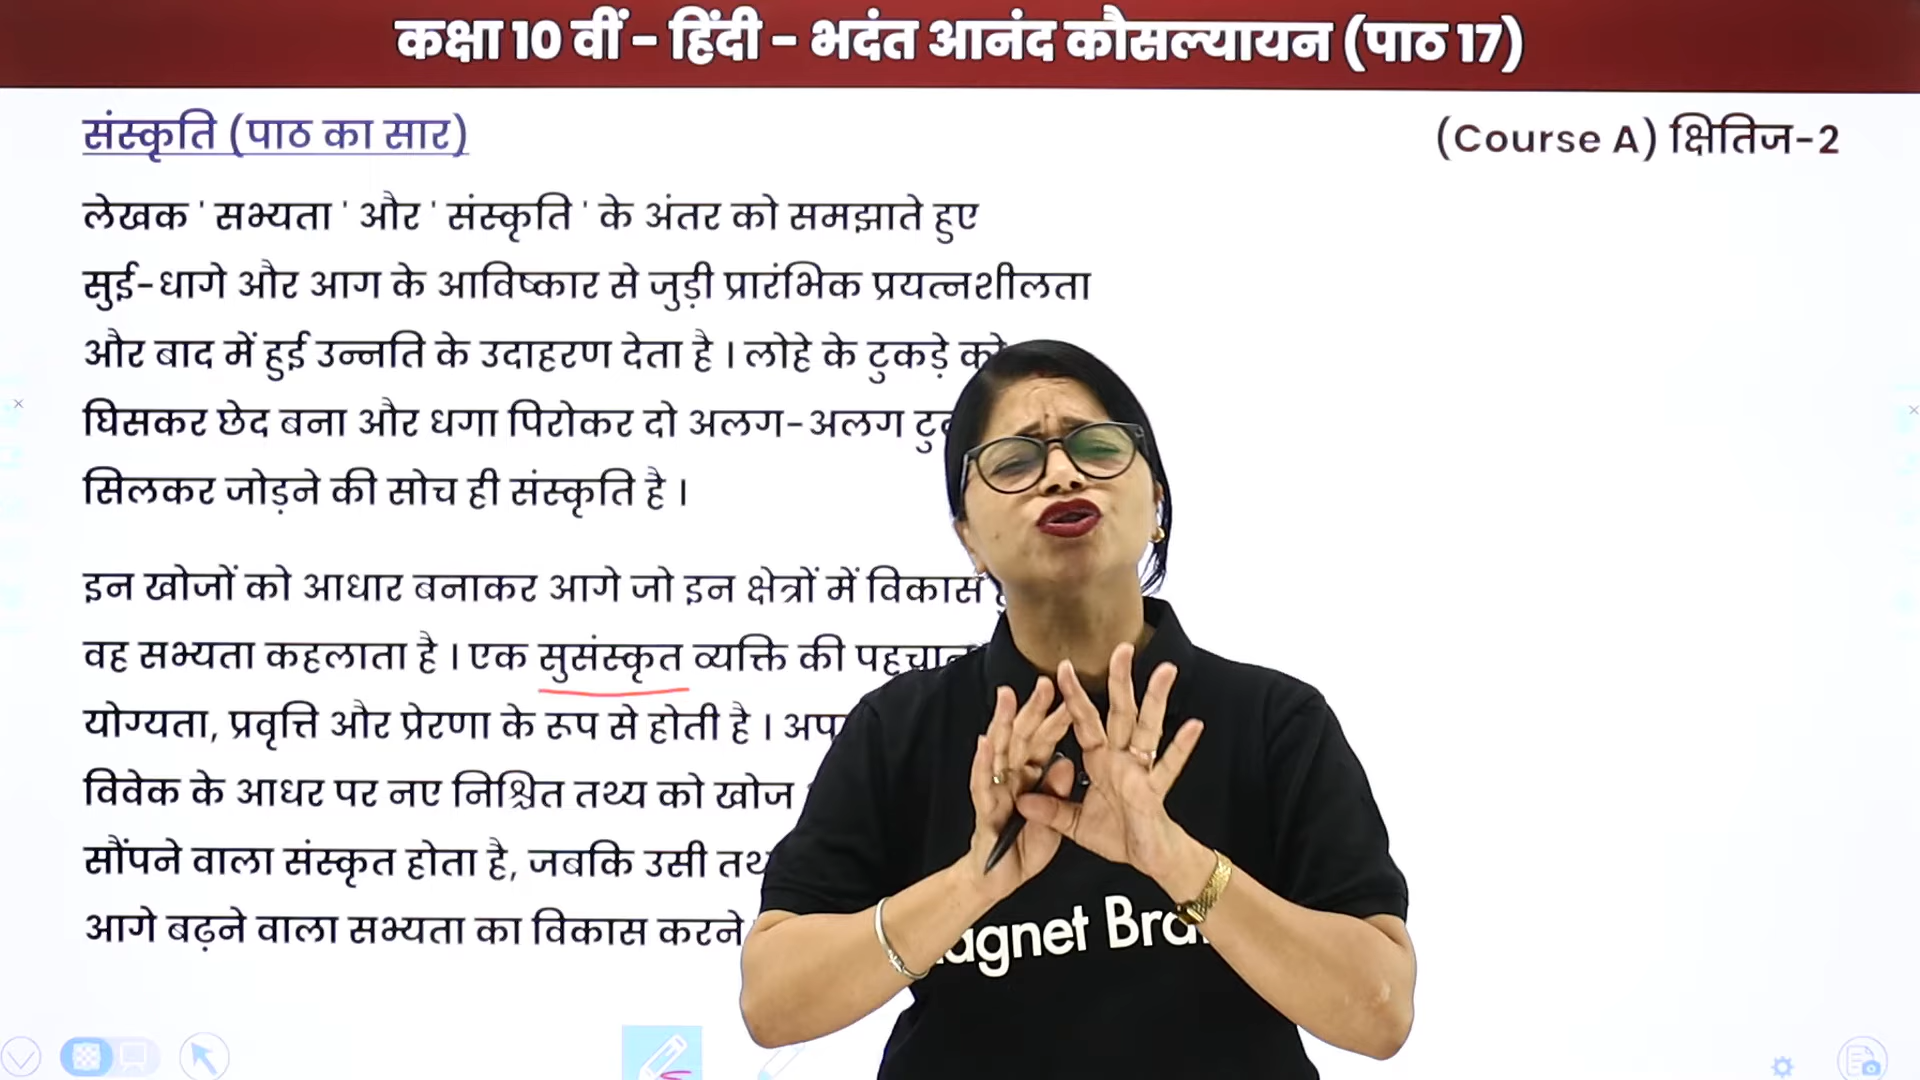 कक्षा 10 वीं - हिंदी - भदंत आनंद कौसल्यायन (पाठ 17)
संस्कृति (पाठ का सार)
(Course A) क्षितिज-2
लेखक ' सभ्यता ' और ' संस्कृति ' के अंतर को समझाते हुए
सुई-धागे और आग के आविष्कार से जुड़ी प्रारंभिक प्रयत्नशीलता
और बाद में हुई उन्नति के उदाहरण देता है । लोहे के टुकड़े को
घिसकर छेद बना और धगा पिरोकर दो अलग-अलग
सिलकर जोड़ने की सोच ही संस्कृति है ।
इन खोजों को आधार बनाकर आगे जो इन क्षेत्रों में विकास
वह सभ्यता कहलाता है । एक सुसंस्कृत व्यक्ति की पहचान
योग्यता, प्रवृत्ति और प्रेरणा के रूप से होती है ।
विवेक के आधर पर नए निश्चित तथ्य को खोज
सौंपने वाला संस्कृत होता है, जबकि उसी
आगे बढ़ने वाला सभ्यता का विकास करने
agnet Bra